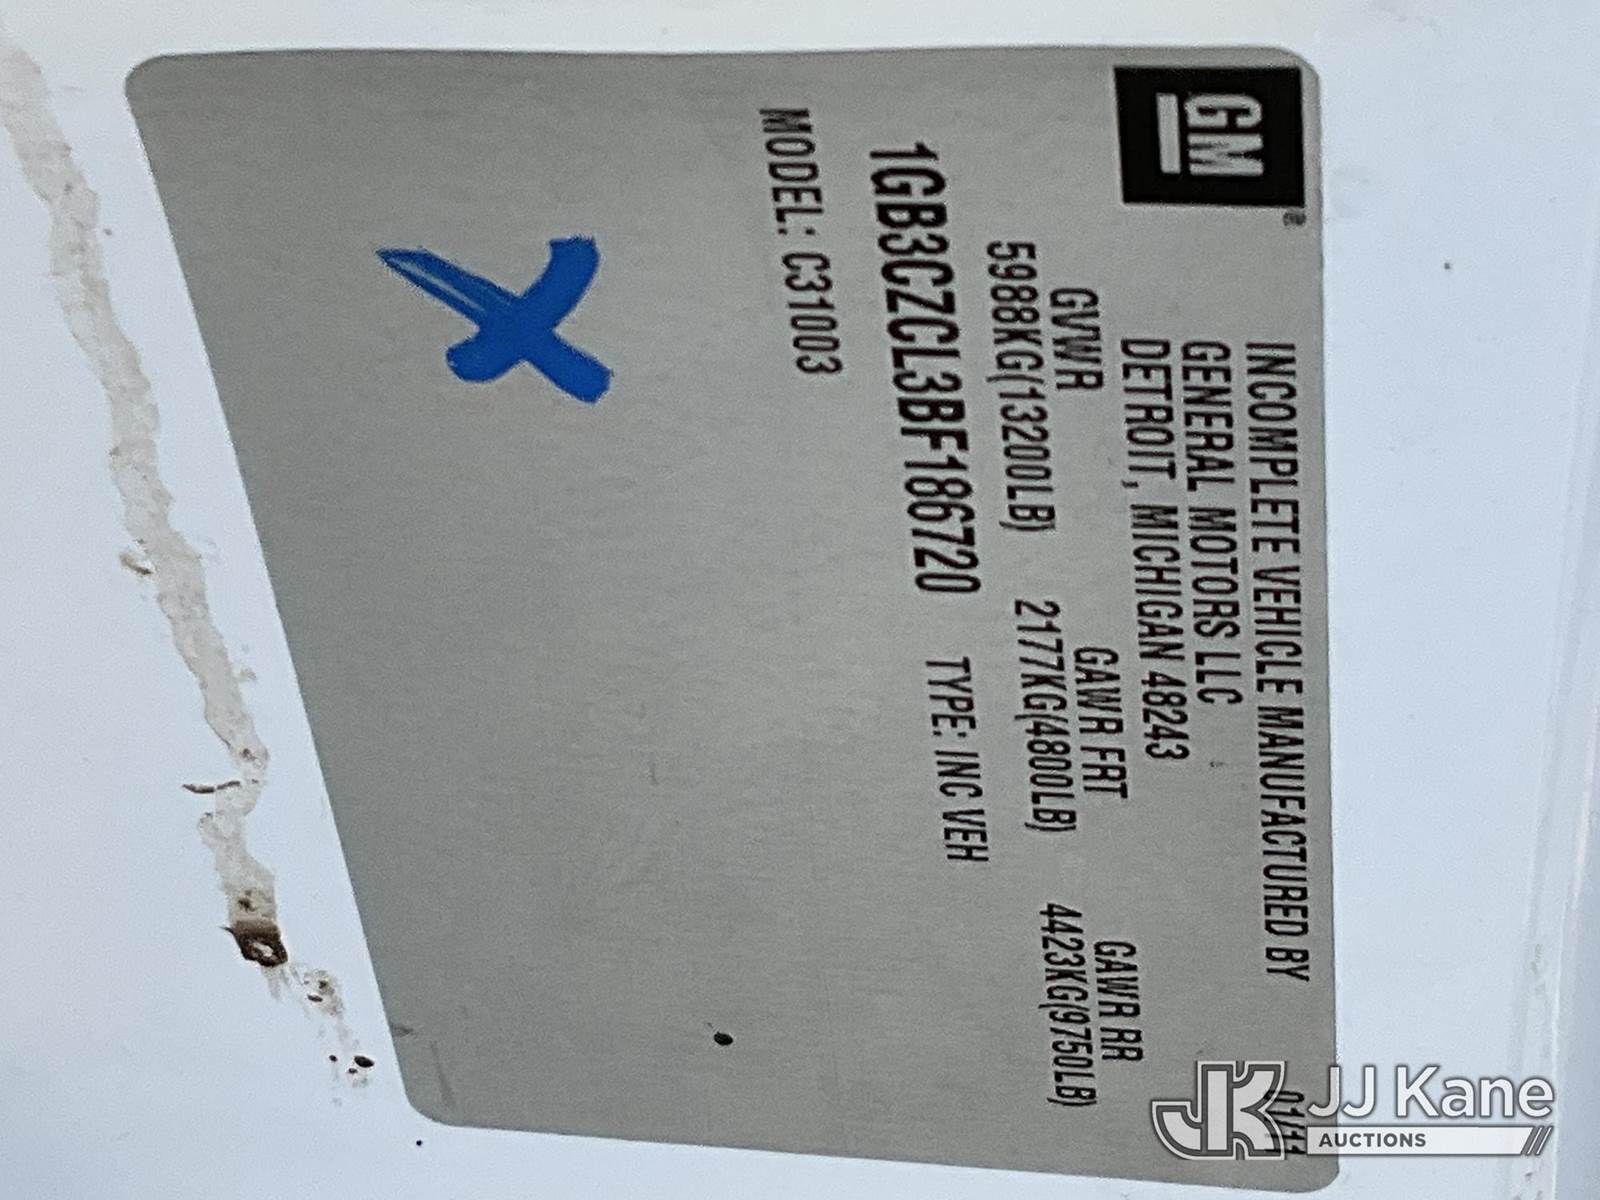 GM
INCOMPLETE VEHICLE MANUFACTURED BY
GENERAL MOTORS LLC
DETROIT, MICHIGAN 48243
GVWR GAWR FRT GAWR RR
5988KG(13200LB) 2177KG(4800LB) 4423KG(9750LB)
1GB3CZCL3BF186720 TYPE: INC VEH
MODEL: C31003
JK JJ Kane
AUCTIONS